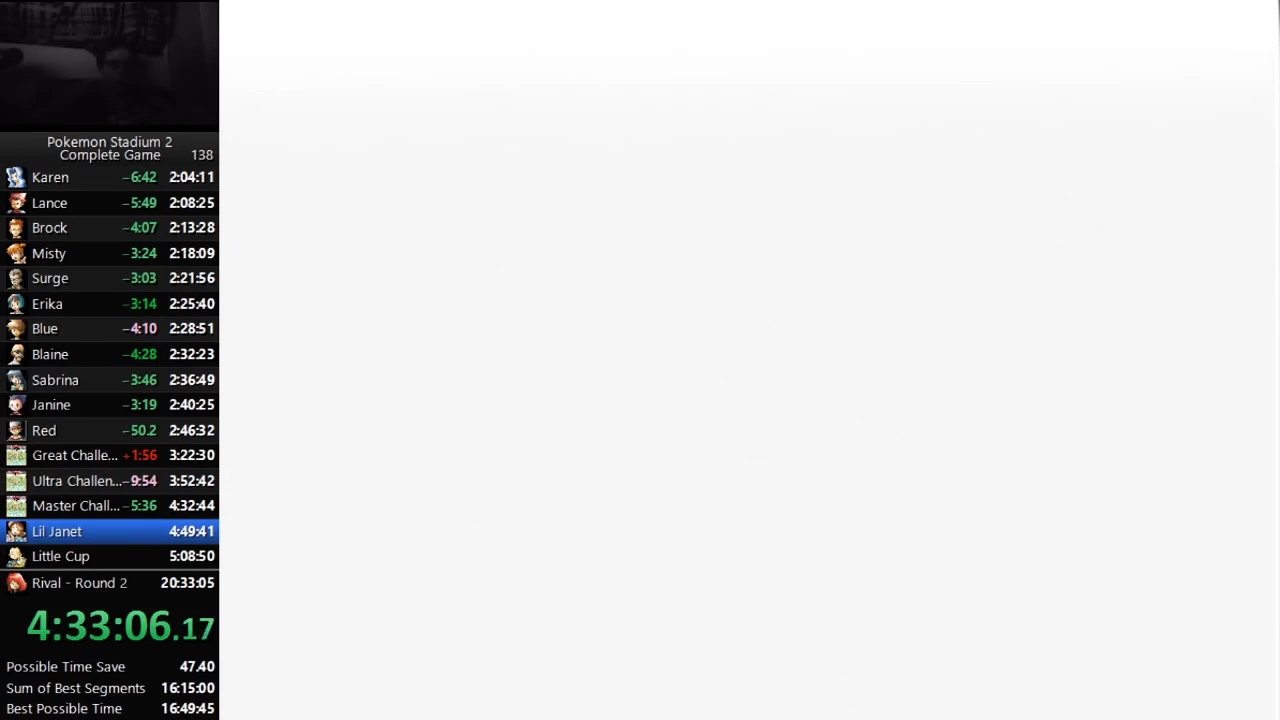 Pokemon Stadium 2
Complete Game 138
Karen −6:42 2:04:11
Lance −5:49 2:08:25
Brock −4:07 2:13:28
Misty −3:24 2:18:09
Surge −3:03 2:21:56
Erika −3:14 2:25:40
Blue −4:10 2:28:51
Blaine −4:28 2:32:23
Sabrina −3:46 2:36:49
Janine −3:19 2:40:25
Red −50.2 2:46:32
Great Challe... +1:56 3:22:30
Ultra Challen... −9:54 3:52:42
Master Chall... −5:36 4:32:44
Lil Janet 4:49:41
Little Cup 5:08:50
Rival - Round 2 20:33:05
4:33:06.17
Possible Time Save 47.40
Sum of Best Segments 16:15:00
Best Possible Time 16:49:45